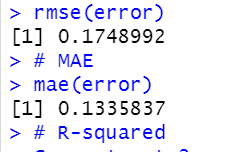 > rmse(error)
[1] 0.1748992
> # MAE
> mae(error)
[1] 0.1335837
> # R-squared